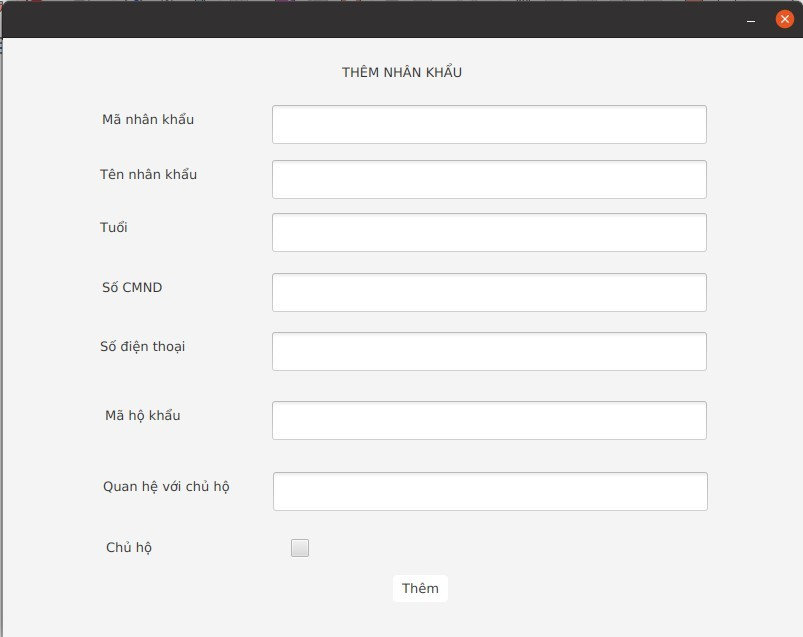 THÊM NHÂN KHẨU
Mã nhân khẩu
Tên nhân khẩu
Tuổi
Số CMND
Số điện thoại
Mã hộ khẩu
Quan hệ với chủ hộ
Chủ hộ
Thêm